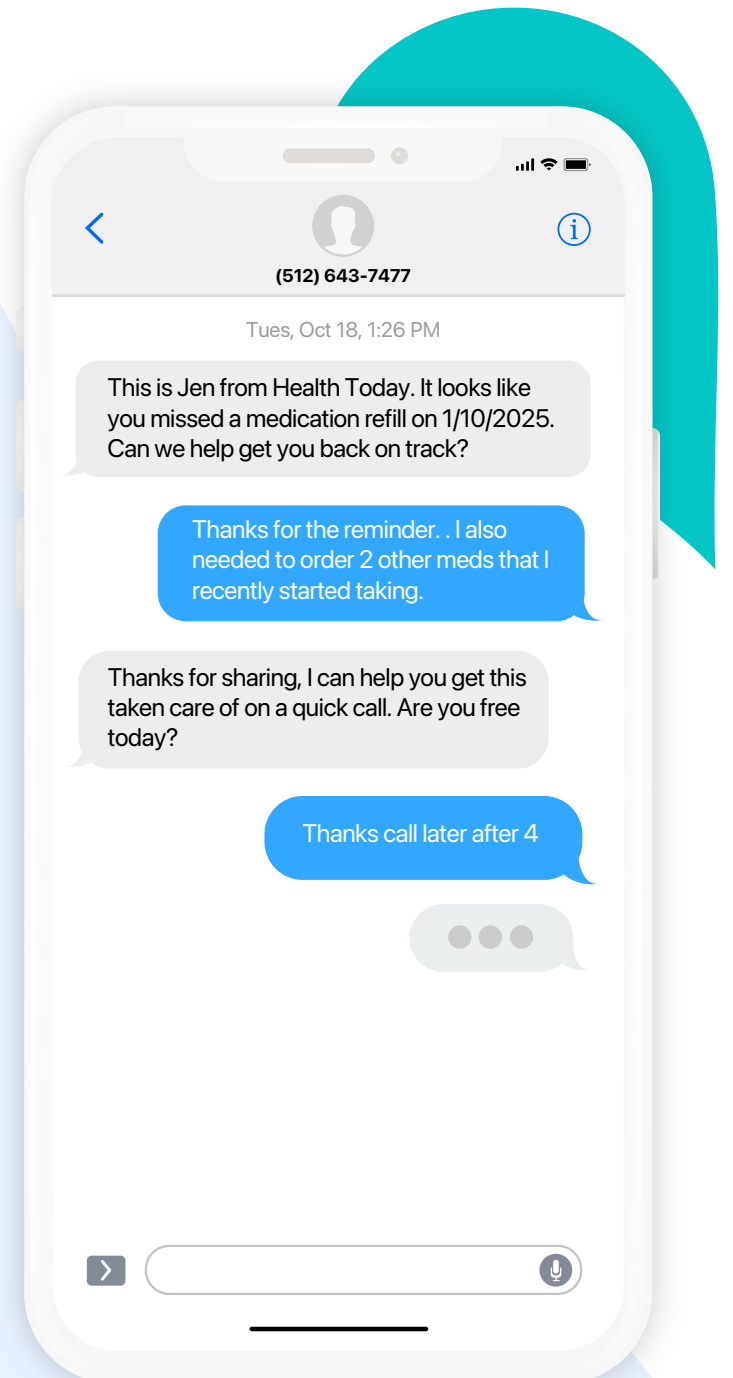 (512) 643-7477
Tues, Oct 18, 1:26 PM
This is Jen from Health Today. It looks like
you missed a medication refill on 1/10/2025.
Can we help get you back on track?
Thanks for the reminder. . I also
needed to order 2 other meds that I
recently started taking.
Thanks for sharing, I can help you get this
taken care of on a quick call. Are you free
today?
Thanks call later after 4